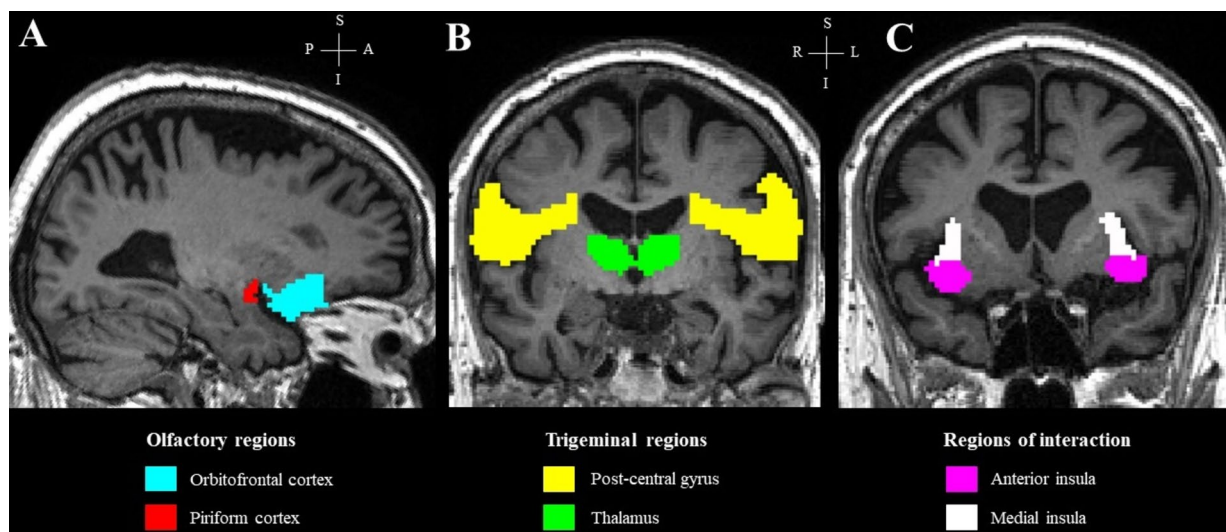 A
S
P A
I
B
S
R L
I
C
Olfactory regions
Orbitofrontal cortex
Piriform cortex
Trigeminal regions
Post-central gyrus
Thalamus
Regions of interaction
Anterior insula
Medial insula